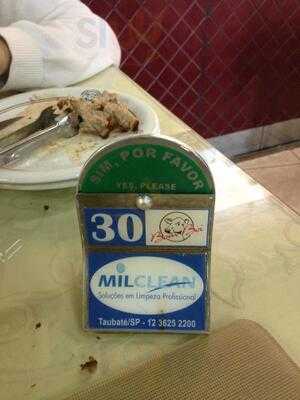 SIM, POR FAVOR
YES, PLEASE
30
MILCLEAN
Soluções em Limpeza Profissional
Taubaté/SP - 12 3625 2200